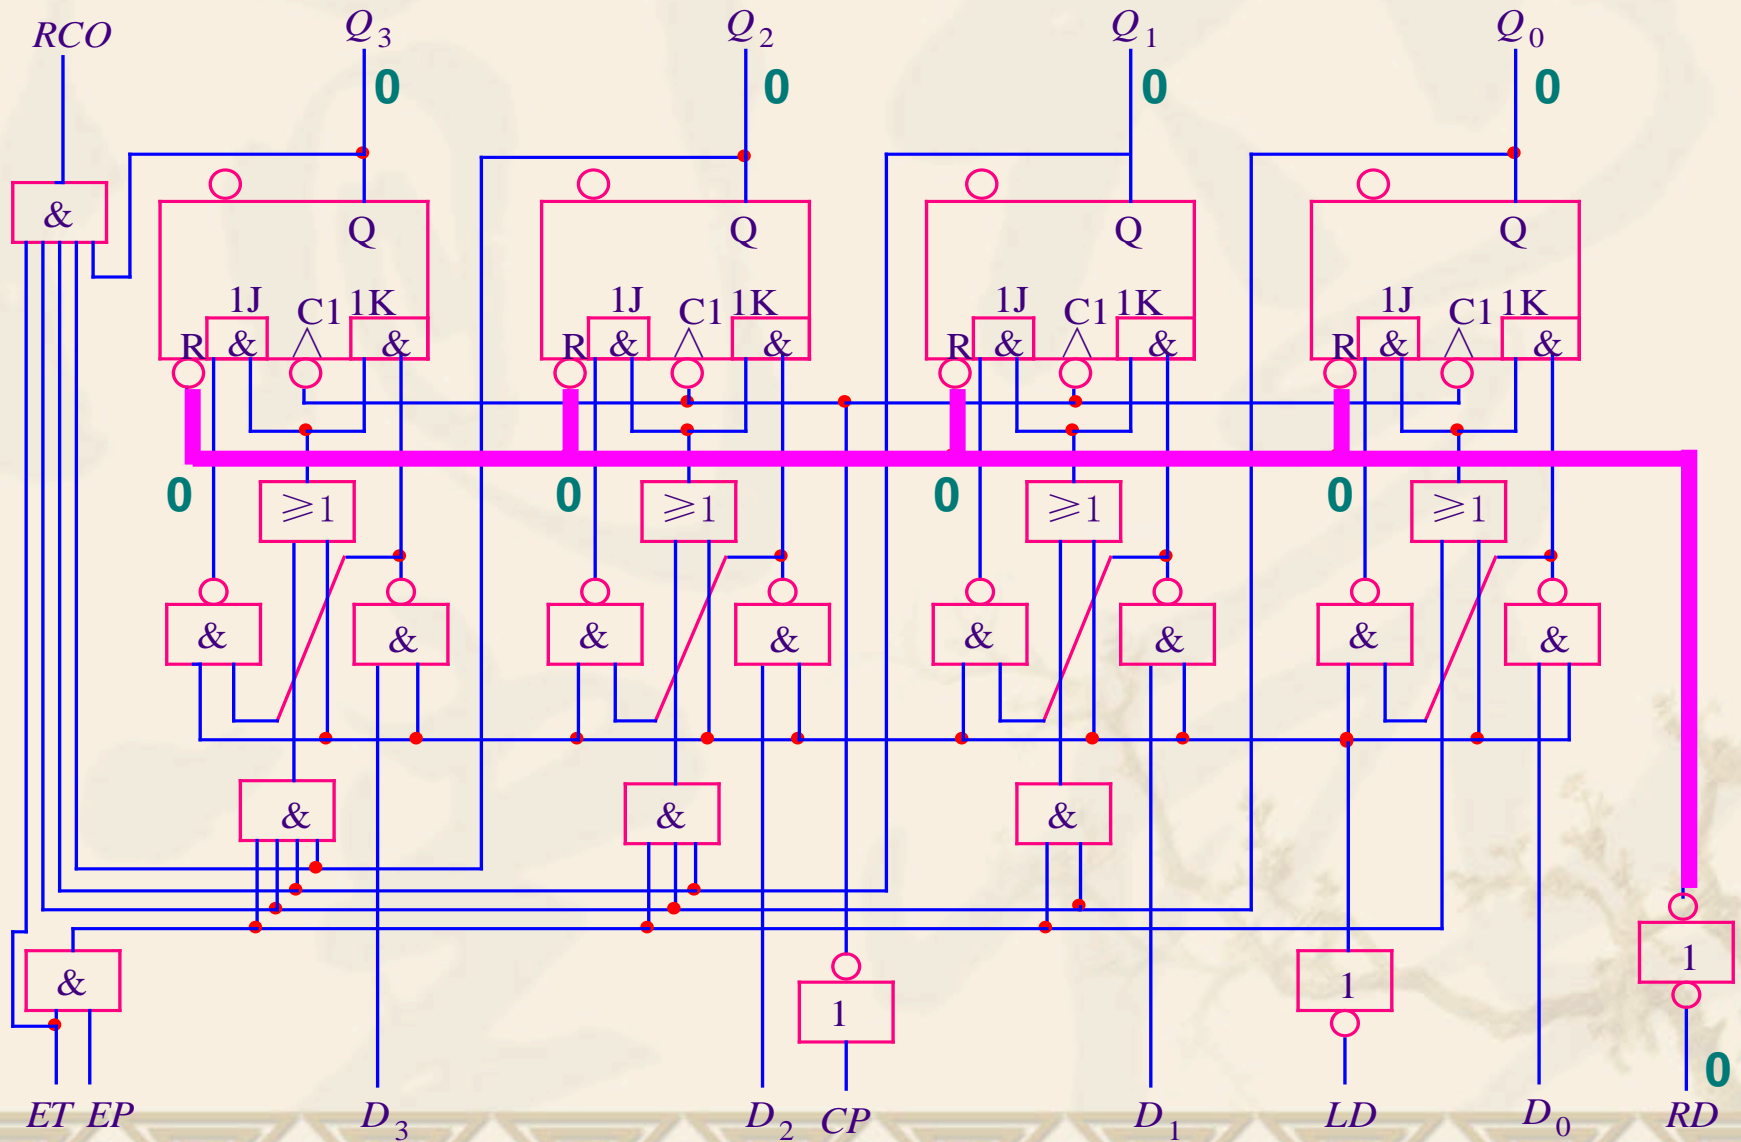 RCO Q3 Q2 Q1 Q0
0 0 0 0
&
Q Q Q Q
1J C1 1K 1J C1 1K 1J C1 1K 1J C1 1K
R & & R & & R & & R & &
0 ≥1 0 ≥1 0 ≥1 0 ≥1
& & & & & & & &
& & &
& 1 1 1
0
ET EP D3 D2 CP D1 LD D0 RD